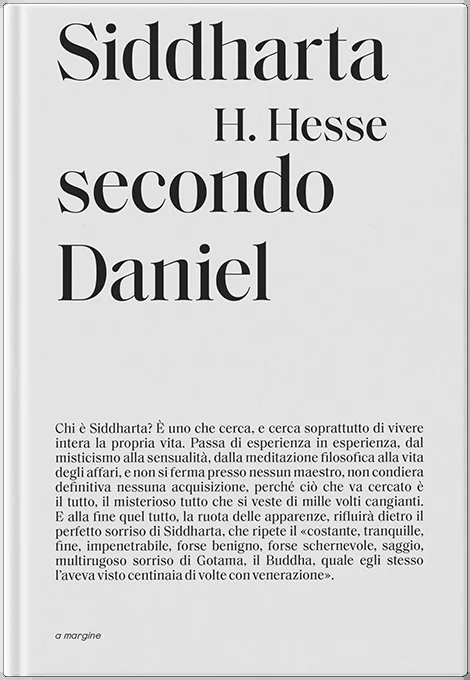 Siddharta
H. Hesse
secondo
Daniel
Chi è Siddharta? È uno che cerca, e cerca soprattutto di vivere
intera la propria vita. Passa di esperienza in esperienza, dal
misticismo alla sensualità, dalla meditazione filosofica alla vita
degli affari, e non si ferma presso nessun maestro, non condiera
definitiva nessuna acquisizione, perché ciò che va cercato è
il tutto, il misterioso tutto che si veste di mille volti cangianti.
E alla fine quel tutto, la ruota delle apparenze, rifluirà dietro il
perfetto sorriso di Siddharta, che ripete il «costante, tranquille,
fine, impenetrabile, forse benigno, forse schernevole, saggio,
multirugoso sorriso di Gotama, il Buddha, quale egli stesso
l'aveva visto centinaia di volte con venerazione».
a margine